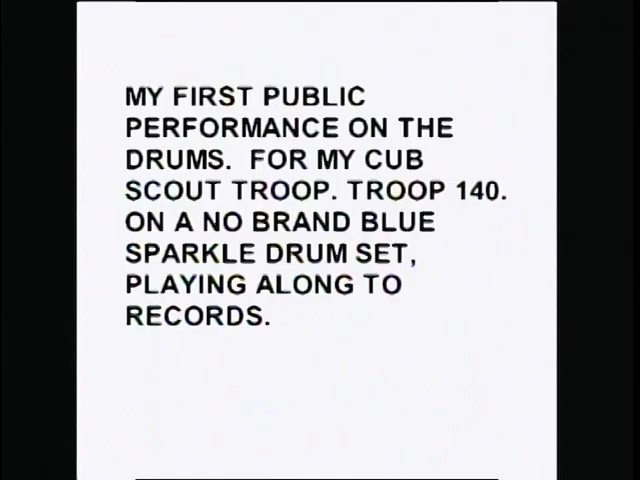 MY FIRST PUBLIC
PERFORMANCE ON THE
DRUMS.  FOR MY CUB
SCOUT TROOP. TROOP 140.
ON A NO BRAND BLUE
SPARKLE DRUM SET,
PLAYING ALONG TO
RECORDS.